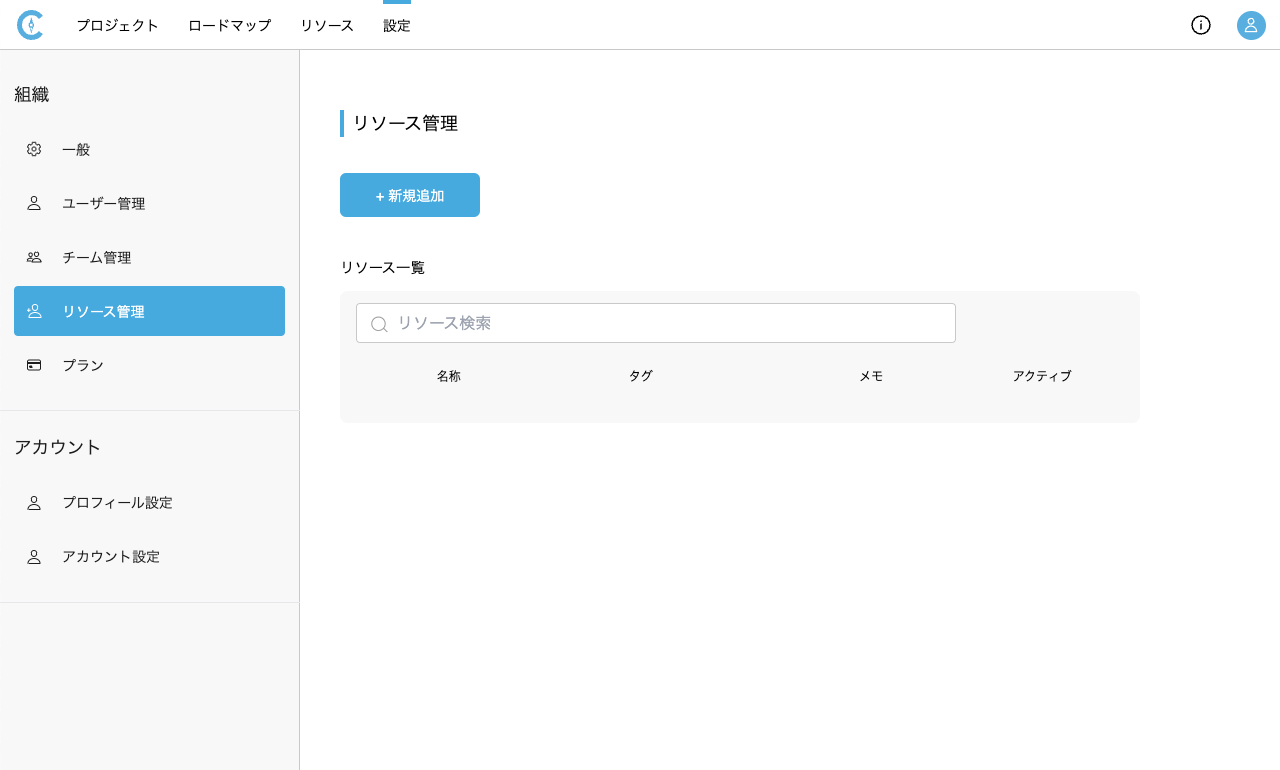 プロジェクト ロードマップ リソース 設定
組織
一般
ユーザー管理
チーム管理
リソース管理
プラン
アカウント
プロフィール設定
アカウント設定
リソース管理
+ 新規追加
リソース一覧
リソース検索
名称 タグ メモ アクティブ